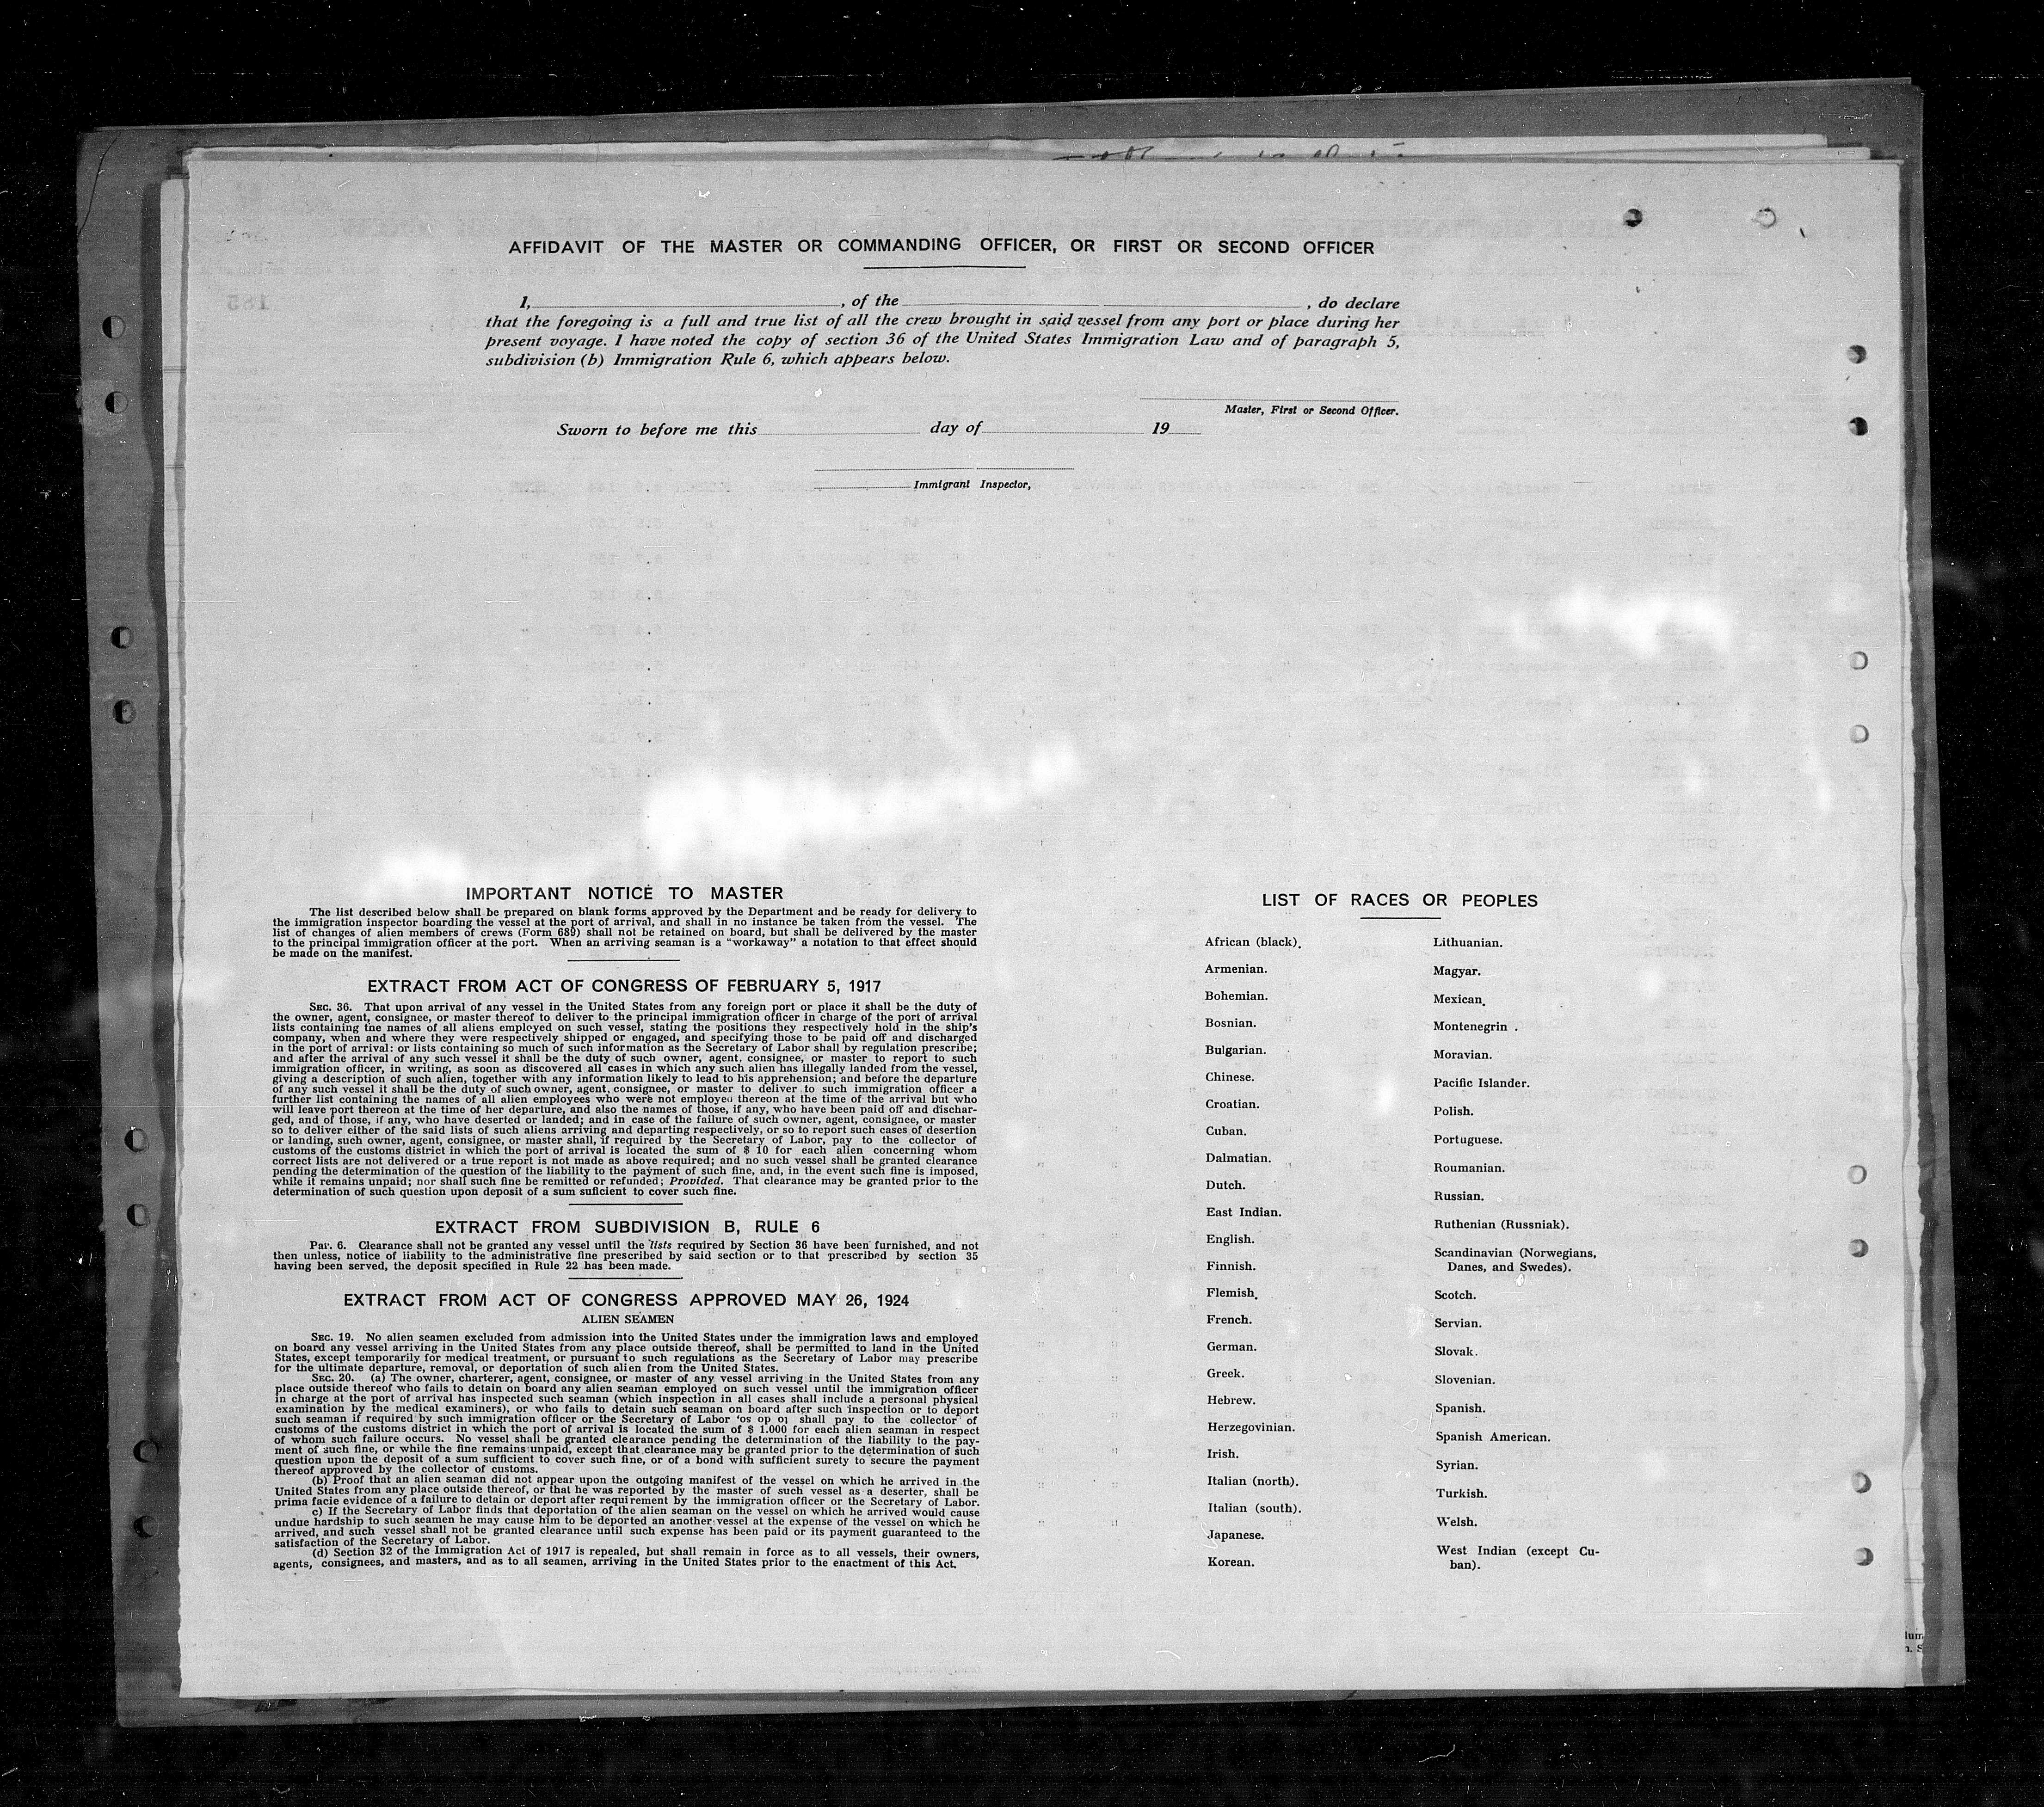 AFFIDAVIT OF THE MASTER OR COMMANDING OFFICER, OR FIRST OR SECOND OFFICER
I, , of the , do declare
that the foregoing is a full and true list of all the crew brought in said vessel from any port or place during her
present voyage. I have noted the copy of section 36 of the United States Immigration Law and of paragraph 5,
subdivision (b) Immigration Rule 6, which appears below.
Master, First or Second Officer.
Sworn to before me this day of 19
Immigrant Inspector,
IMPORTANT NOTICE TO MASTER
The list described below shall be prepared on blank forms approved by the Department and be ready for delivery to
the immigration inspector boarding the vessel at the port of arrival, and shall in no instance be taken from the vessel. The
list of changes of alien members of crews (Form 689) shall not be retained on board, but shall be delivered by the master
to the principal immigration officer at the port. When an arriving seaman is a "workaway" a notation to that effect should
be made on the manifest.
EXTRACT FROM ACT OF CONGRESS OF FEBRUARY 5, 1917
SEC. 36. That upon arrival of any vessel in the United States from any foreign port or place it shall be the duty of
the owner, agent, consignee, or master thereof to deliver to the principal immigration officer in charge of the port of arrival
lists containing tne names of all aliens employed on such vessel, stating the positions they respectively hold in the ship's
company, when and where they were respectively shipped or engaged, and specifying those to be paid off and discharged
in the port of arrival: or lists containing so much of such information as the Secretary of Labor shall by regulation prescribe;
and after the arrival of any such vessel it shall be the duty of such owner, agent, consignee, or master to report to such
immigration officer, in writing, as soon as discovered all cases in which any such alien has illegally landed from the vessel,
giving a description of such alien, together with any information likely to lead to his apprehension; and before the departure
of any such vessel it shall be the duty of such owner, agent, consignee, or master to deliver to such immigration officer a
further list containing the names of all alien employees who were not employed thereon at the time of the arrival but who
will leave port thereon at the time of her departure, and also the names of those, if any, who have been paid off and dischar-
ged, and of those, if any, who have deserted or landed; and in case of the failure of such owner, agent, consignee, or master
so to deliver either of the said lists of such aliens arriving and departing respectively, or so to report such cases of desertion
or landing, such owner, agent, consignee, or master shall, if required by the Secretary of Labor, pay to the collector of
customs of the customs district in which the port of arrival is located the sum of $ 10 for each alien concerning whom
correct lists are not delivered or a true report is not made as above required; and no such vessel shall be granted clearance
pending the determination of the question of the liability to the payment of such fine, and, in the event such fine is imposed,
while it remains unpaid; nor shall such fine be remitted or refunded; Provided. That clearance may be granted prior to the
determination of such question upon deposit of a sum suficient to cover such fine.
EXTRACT FROM SUBDIVISION B, RULE 6
Par. 6. Clearance shall not be granted any vessel until the lists required by Section 36 have been furnished, and not
then unless, notice of liability to the administrative fine prescribed by said section or to that prescribed by section 35
having been served, the deposit specified in Rule 22 has been made.
EXTRACT FROM ACT OF CONGRESS APPROVED MAY 26, 1924
ALIEN SEAMEN
SEC. 19. No alien seamen excluded from admission into the United States under the immigration laws and employed
on board any vessel arriving in the United States from any place outside thereof, shall be permitted to land in the United
States, except temporarily for medical treatment, or pursuant to such regulations as the Secretary of Labor may prescribe
for the ultimate departure, removal, or deportation of such alien from the United States.
SEC. 20. (a) The owner, charterer, agent, consignee, or master of any vessel arriving in the United States from any
place outside thereof who fails to detain on board any alien seaman employed on such vessel until the immigration officer
in charge at the port of arrival has inspected such seaman (which inspection in all cases shall include a personal physical
examination by the medical examiners), or who fails to detain such seaman on board after such inspection or to deport
such seaman if required by such immigration officer or the Secretary of Labor 'os op oı shall pay to the collector of
customs of the customs district in which the port of arrival is located the sum of $ 1.000 for each alien seaman in respect
of whom such failure occurs. No vessel shall be granted clearance pending the determination of the liability to the pay-
ment of such fine, or while the fine remains unpaid, except that clearance may be granted prior to the determination of such
question upon the deposit of a sum sufficient to cover such fine, or of a bond with sufficient surety to secure the payment
thereof approved by the collector of customs.
(b) Proof that an alien seaman did not appear upon the outgoing manifest of the vessel on which he arrived in the
United States from any place outside thereof, or that he was reported by the master of such vessel as a deserter, shall be
prima facie evidence of a failure to detain or deport after requirement by the immigration officer or the Secretary of Labor.
c) If the Secretary of Labor finds that deportation of the alien seaman on the vessel on which he arrived would cause
undue hardship to such seamen he may cause him to be deported an another vessel at the expense of the vessel on which he
arrived, and such vessel shall not be granted clearance until such expense has been paid or its payment guaranteed to the
satisfaction of the Secretary of Labor.
(d) Section 32 of the Immigration Act of 1917 is repealed, but shall remain in force as to all vessels, their owners,
agents, consignees, and masters, and as to all seamen, arriving in the United States prior to the enactment of this Act.
LIST OF RACES OR PEOPLES
African (black).
Armenian.
Bohemian.
Bosnian.
Bulgarian.
Chinese.
Croatian.
Cuban.
Dalmatian.
Dutch.
East Indian.
English.
Finnish.
Flemish.
French.
German.
Greek.
Hebrew.
Herzegovinian.
Irish.
Italian (north).
Italian (south).
Japanese.
Korean.
Lithuanian.
Magyar.
Mexican.
Montenegrin .
Moravian.
Pacific Islander.
Polish.
Portuguese.
Roumanian.
Russian.
Ruthenian (Russniak).
Scandinavian (Norwegians,
Danes, and Swedes).
Scotch.
Servian.
Slovak.
Slovenian.
Spanish.
Spanish American.
Syrian.
Turkish.
Welsh.
West Indian (except Cu-
ban).